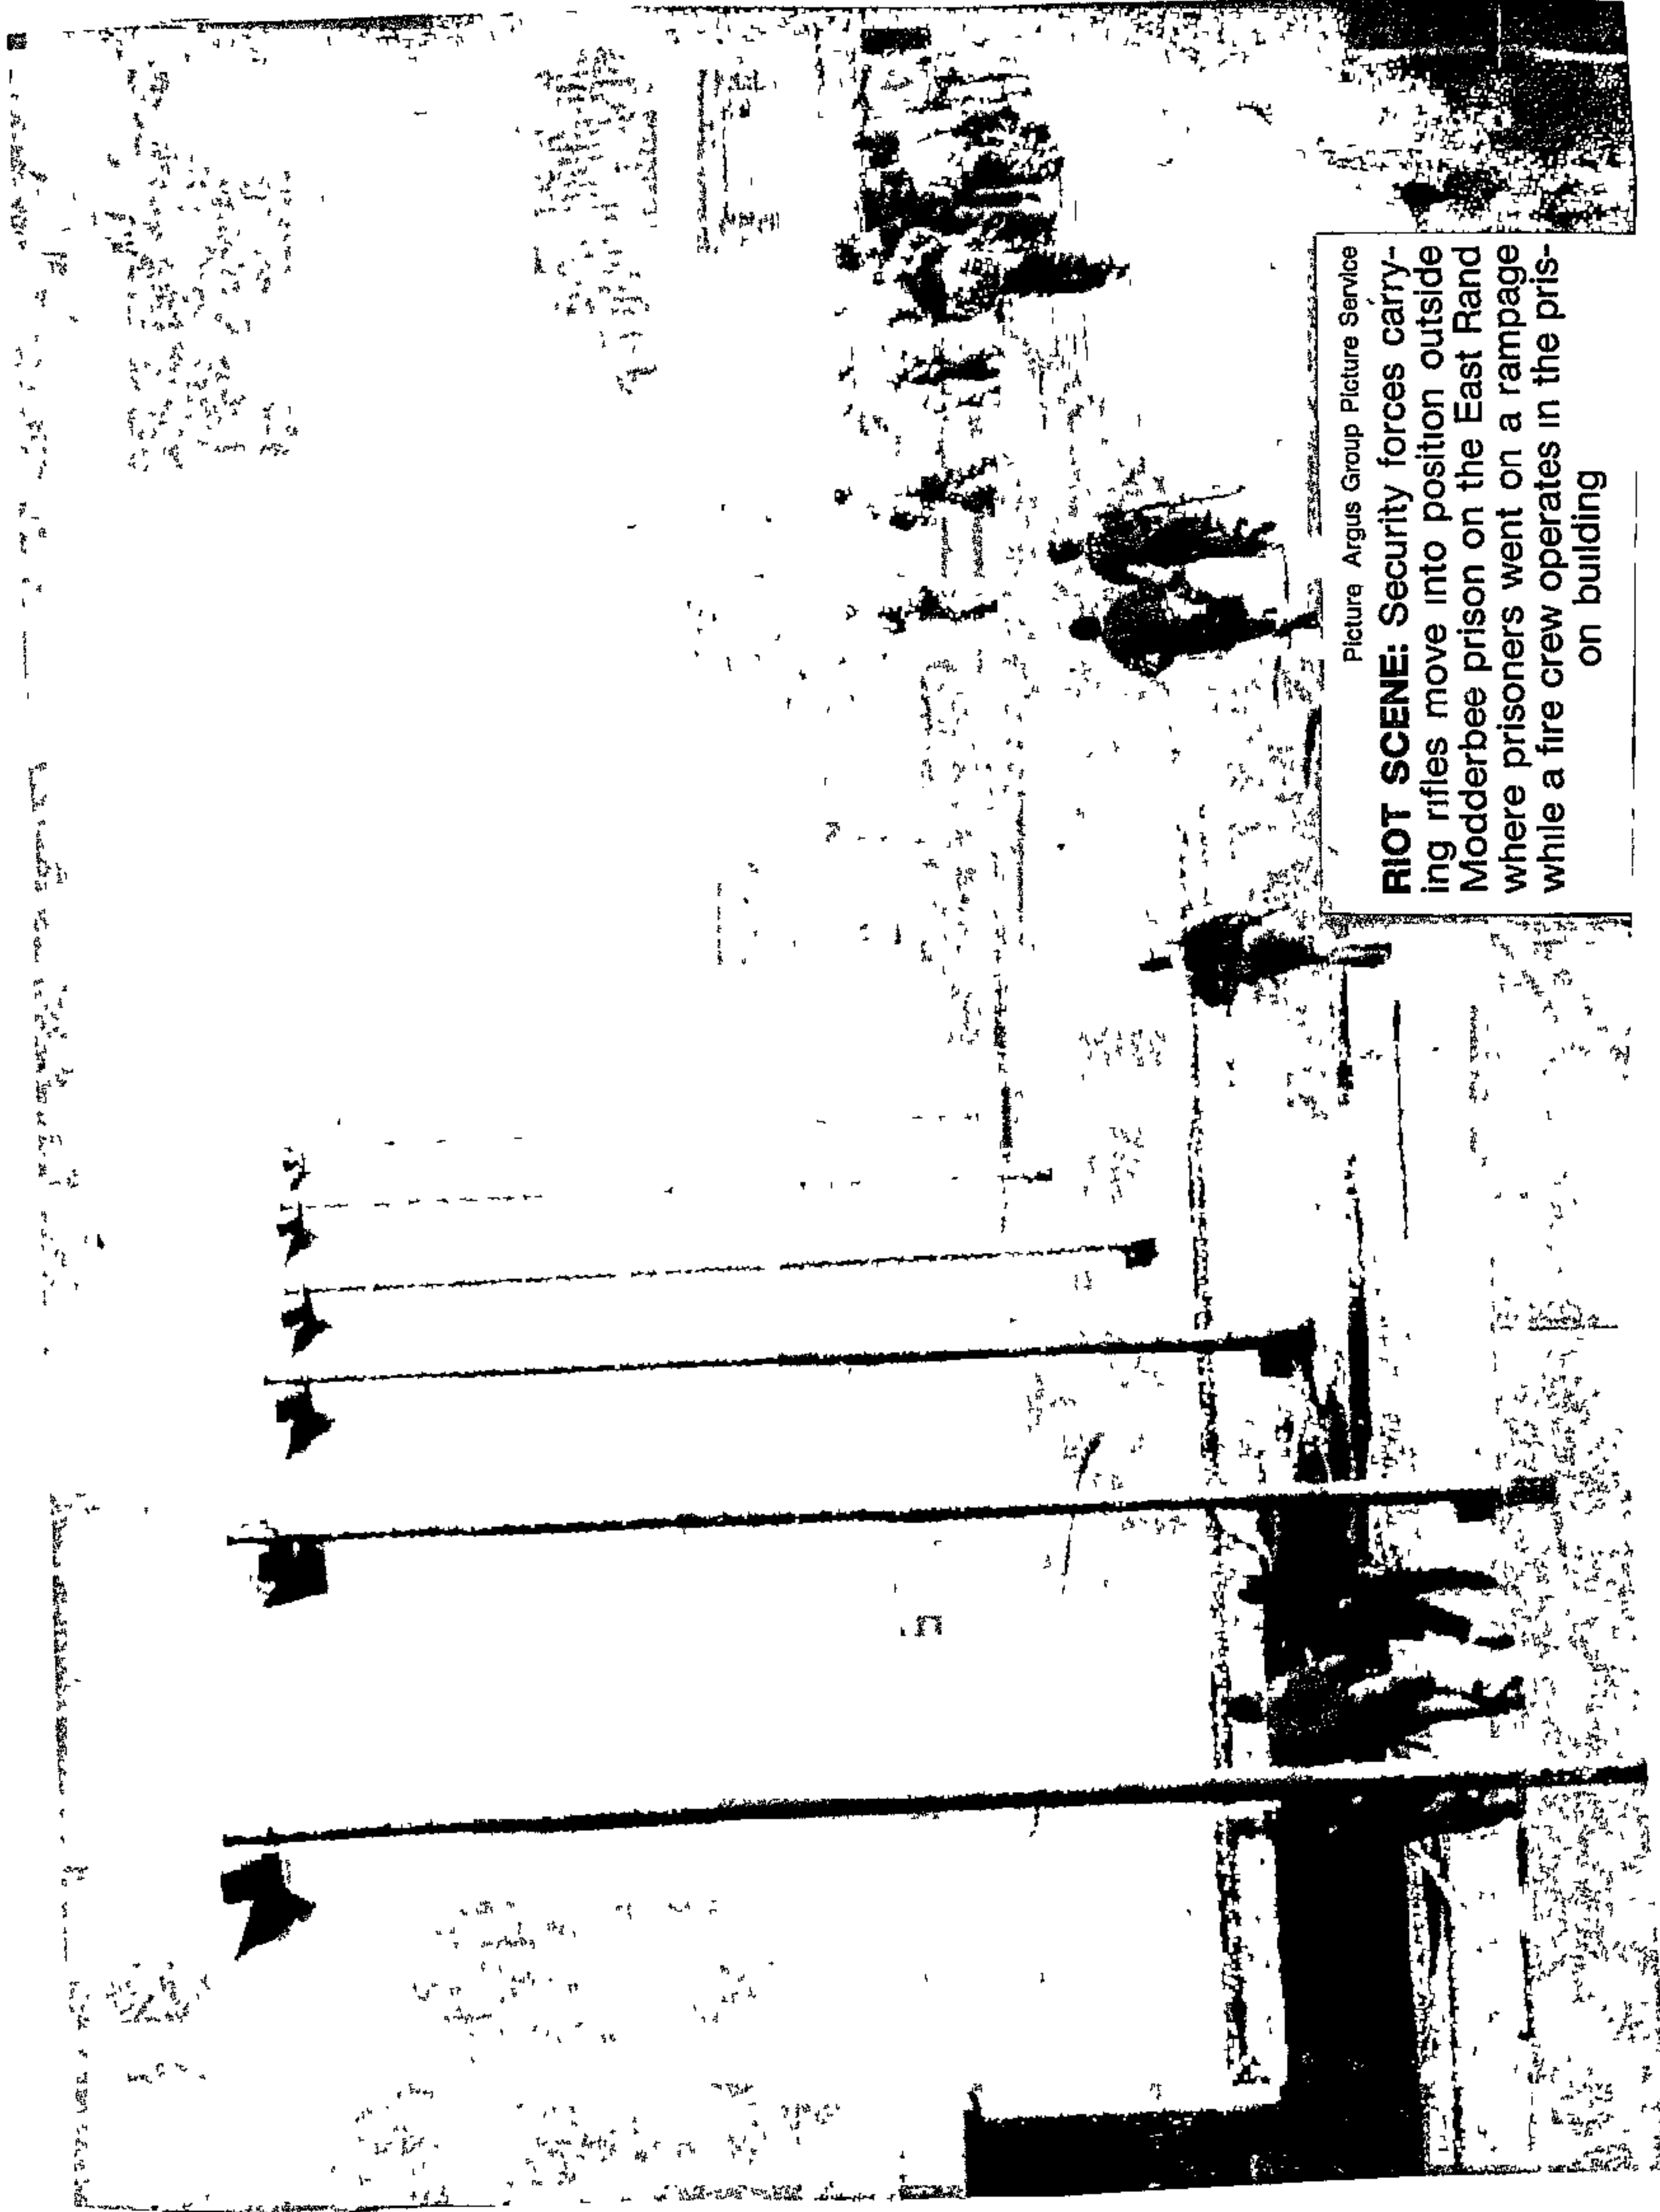 Picture Argus Group Picture Service
RIOT SCENE: Security forces carry-
ing rifles move into position outside
Modderbee prison on the East Rand
where prisoners went on a rampage
while a fire crew operates in the pris-
on building